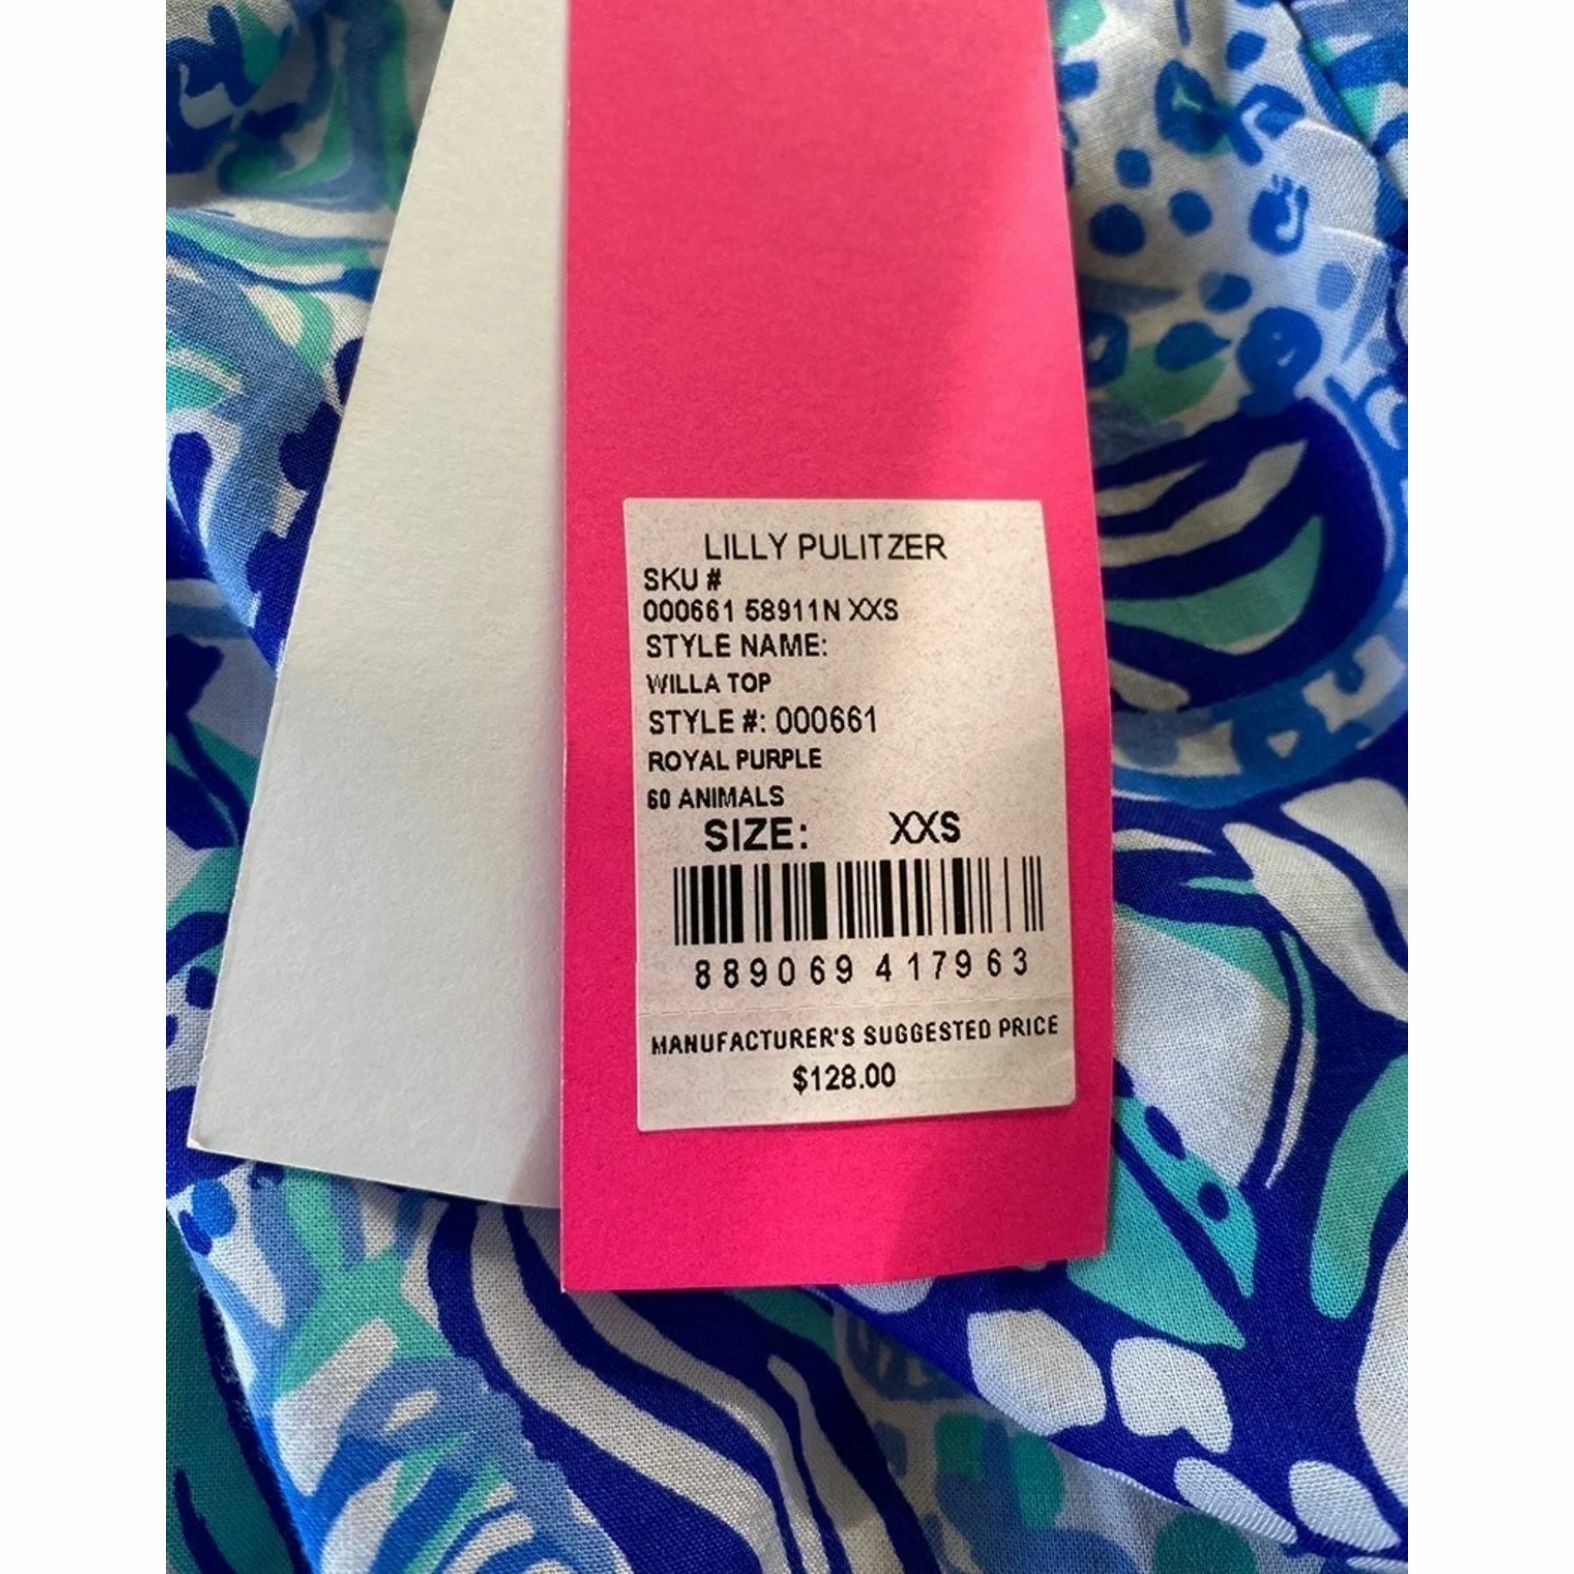 LILLY PULITZER
SKU #
000661 58911N XXS
STYLE NAME:
WILLA TOP
STYLE #: 000661
ROYAL PURPLE
60 ANIMALS
SIZE: XXS
889069 417963
MANUFACTURER'S SUGGESTED PRICE
$128.00